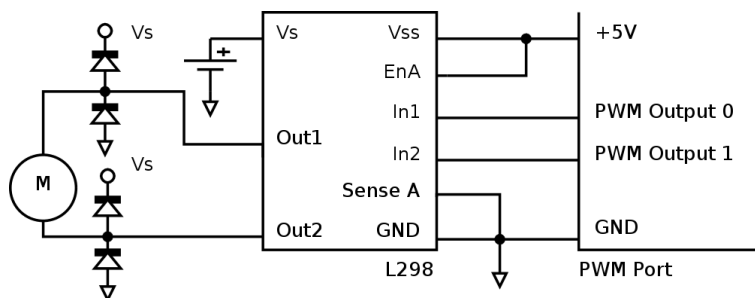 Vs
Vs
Vss
+5V
EnA
In1
PWM Output 0
Out1
In2
PWM Output 1
Vs
M
Sense A
Out2
GND
GND
L298
PWM Port